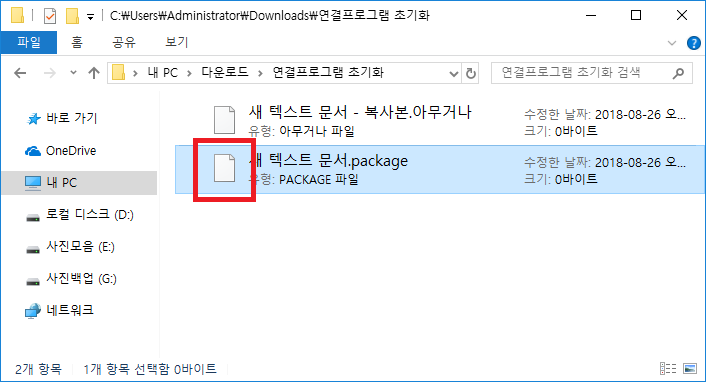 C:₩Users₩Administrator₩Downloads₩연결프로그램 초기화
파일 홈 공유 보기
내 PC 다운로드 연결프로그램 초기화 연결프로그램 초기화 검색
바로 가기
OneDrive
내 PC
로컬 디스크 (D:)
사진모음 (E:)
사진백업 (G:)
네트워크
새 텍스트 문서 - 복사본.아무거나 수정한 날짜: 2018-08-26 오...
유형: 아무거나 파일 크기: 0바이트
새 텍스트 문서.package 수정한 날짜: 2018-08-26 오...
유형: PACKAGE 파일 크기: 0바이트
2개 항목 1개 항목 선택함 0바이트